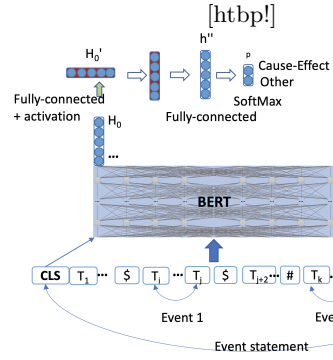 [htbp!]
h''
H0'
p
Cause-Effect
Other
SoftMax
Fully-connected
+ activation
Fully-connected
H0
...
BERT
CLS T1 ... $ Ti ... Tj $ Tj+2 ... # Tk
Event 1
Eve
Event statement